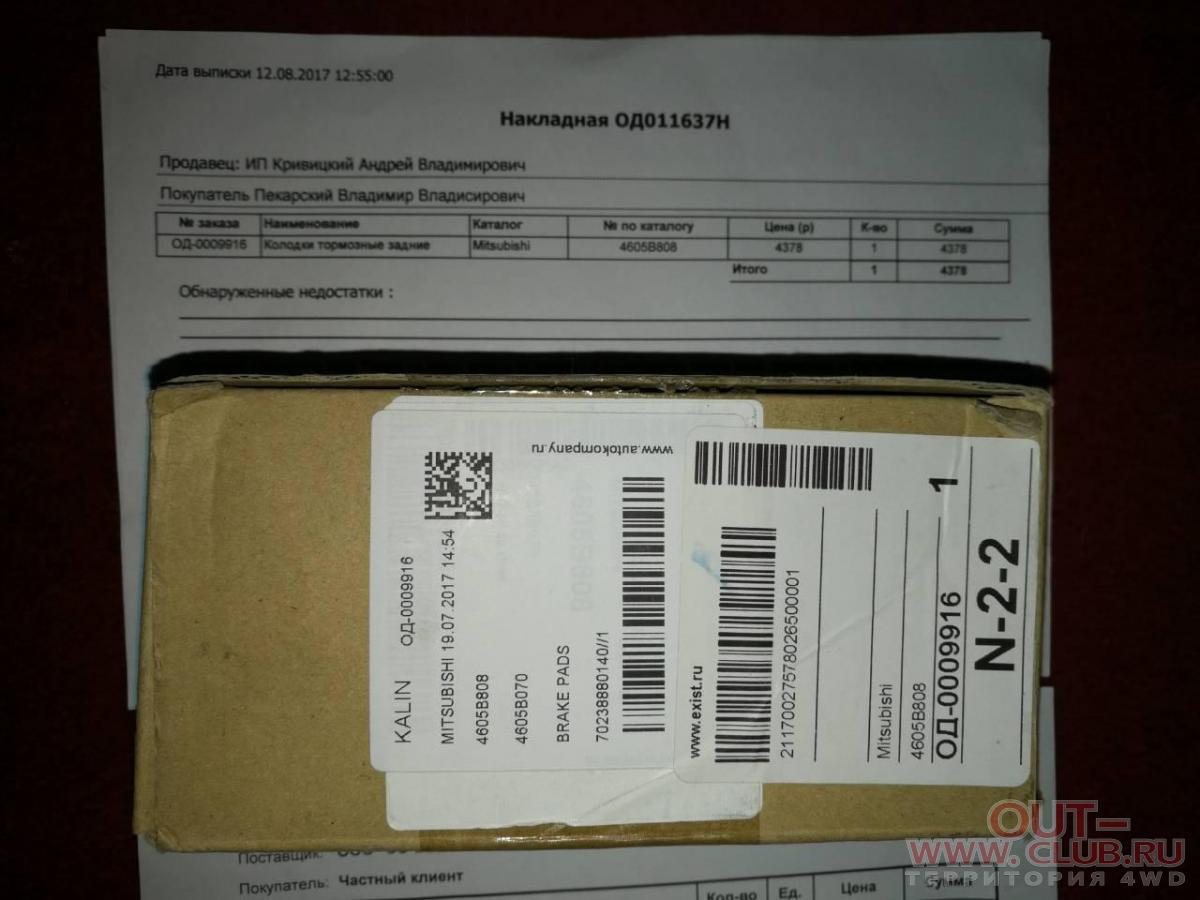 Дата выписки 12.08.2017 12:55:00
Накладная ОД011637Н
Продавец: ИП Кривицкий Андрей Владимирович
Покупатель Пекарский Владимир Владисирович
№ заказа Наименование Каталог № по каталогу Цена (р) К-во Сумма
ОД-0009916 Колодки тормозные задние Mitsubishi 4605B808 4378 1 4378
Итого 1 4378
Обнаруженные недостатки :
www.autokompany.ru
KALIN ОД-0009916
MITSUBISHI 19.07.2017 14:54
4605B808
4605B070
BRAKE PADS
70238880140//1
www.exist.ru
2117002757802650001
Mitsubishi
4605B808
ОД-0009916 1
N-2-2
Поставщик:
Покупатель: Частный клиент
Кол-во Ед. Цена Сумма
OUT-
WWW.CLUB.RU
ТЕРРИТОРИЯ 4WD